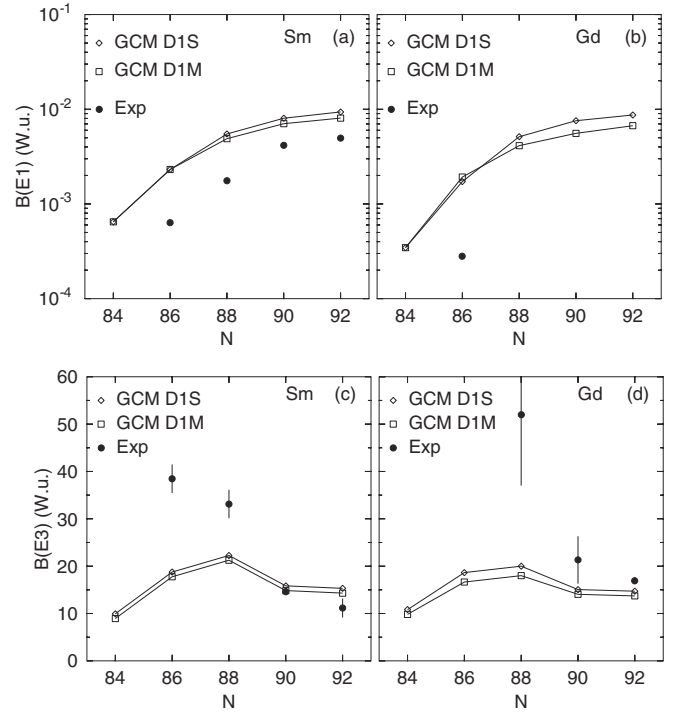 Sm (a)
GCM D1S
GCM D1M
Exp
B(E1) (W.u.)
10⁻¹
10⁻²
10⁻³
10⁻⁴
84 86 88 90 92
N
Gd (b)
GCM D1S
GCM D1M
Exp
84 86 88 90 92
N
Sm (c)
GCM D1S
GCM D1M
Exp
B(E3) (W.u.)
60
50
40
30
20
10
0
84 86 88 90 92
N
Gd (d)
GCM D1S
GCM D1M
Exp
84 86 88 90 92
N